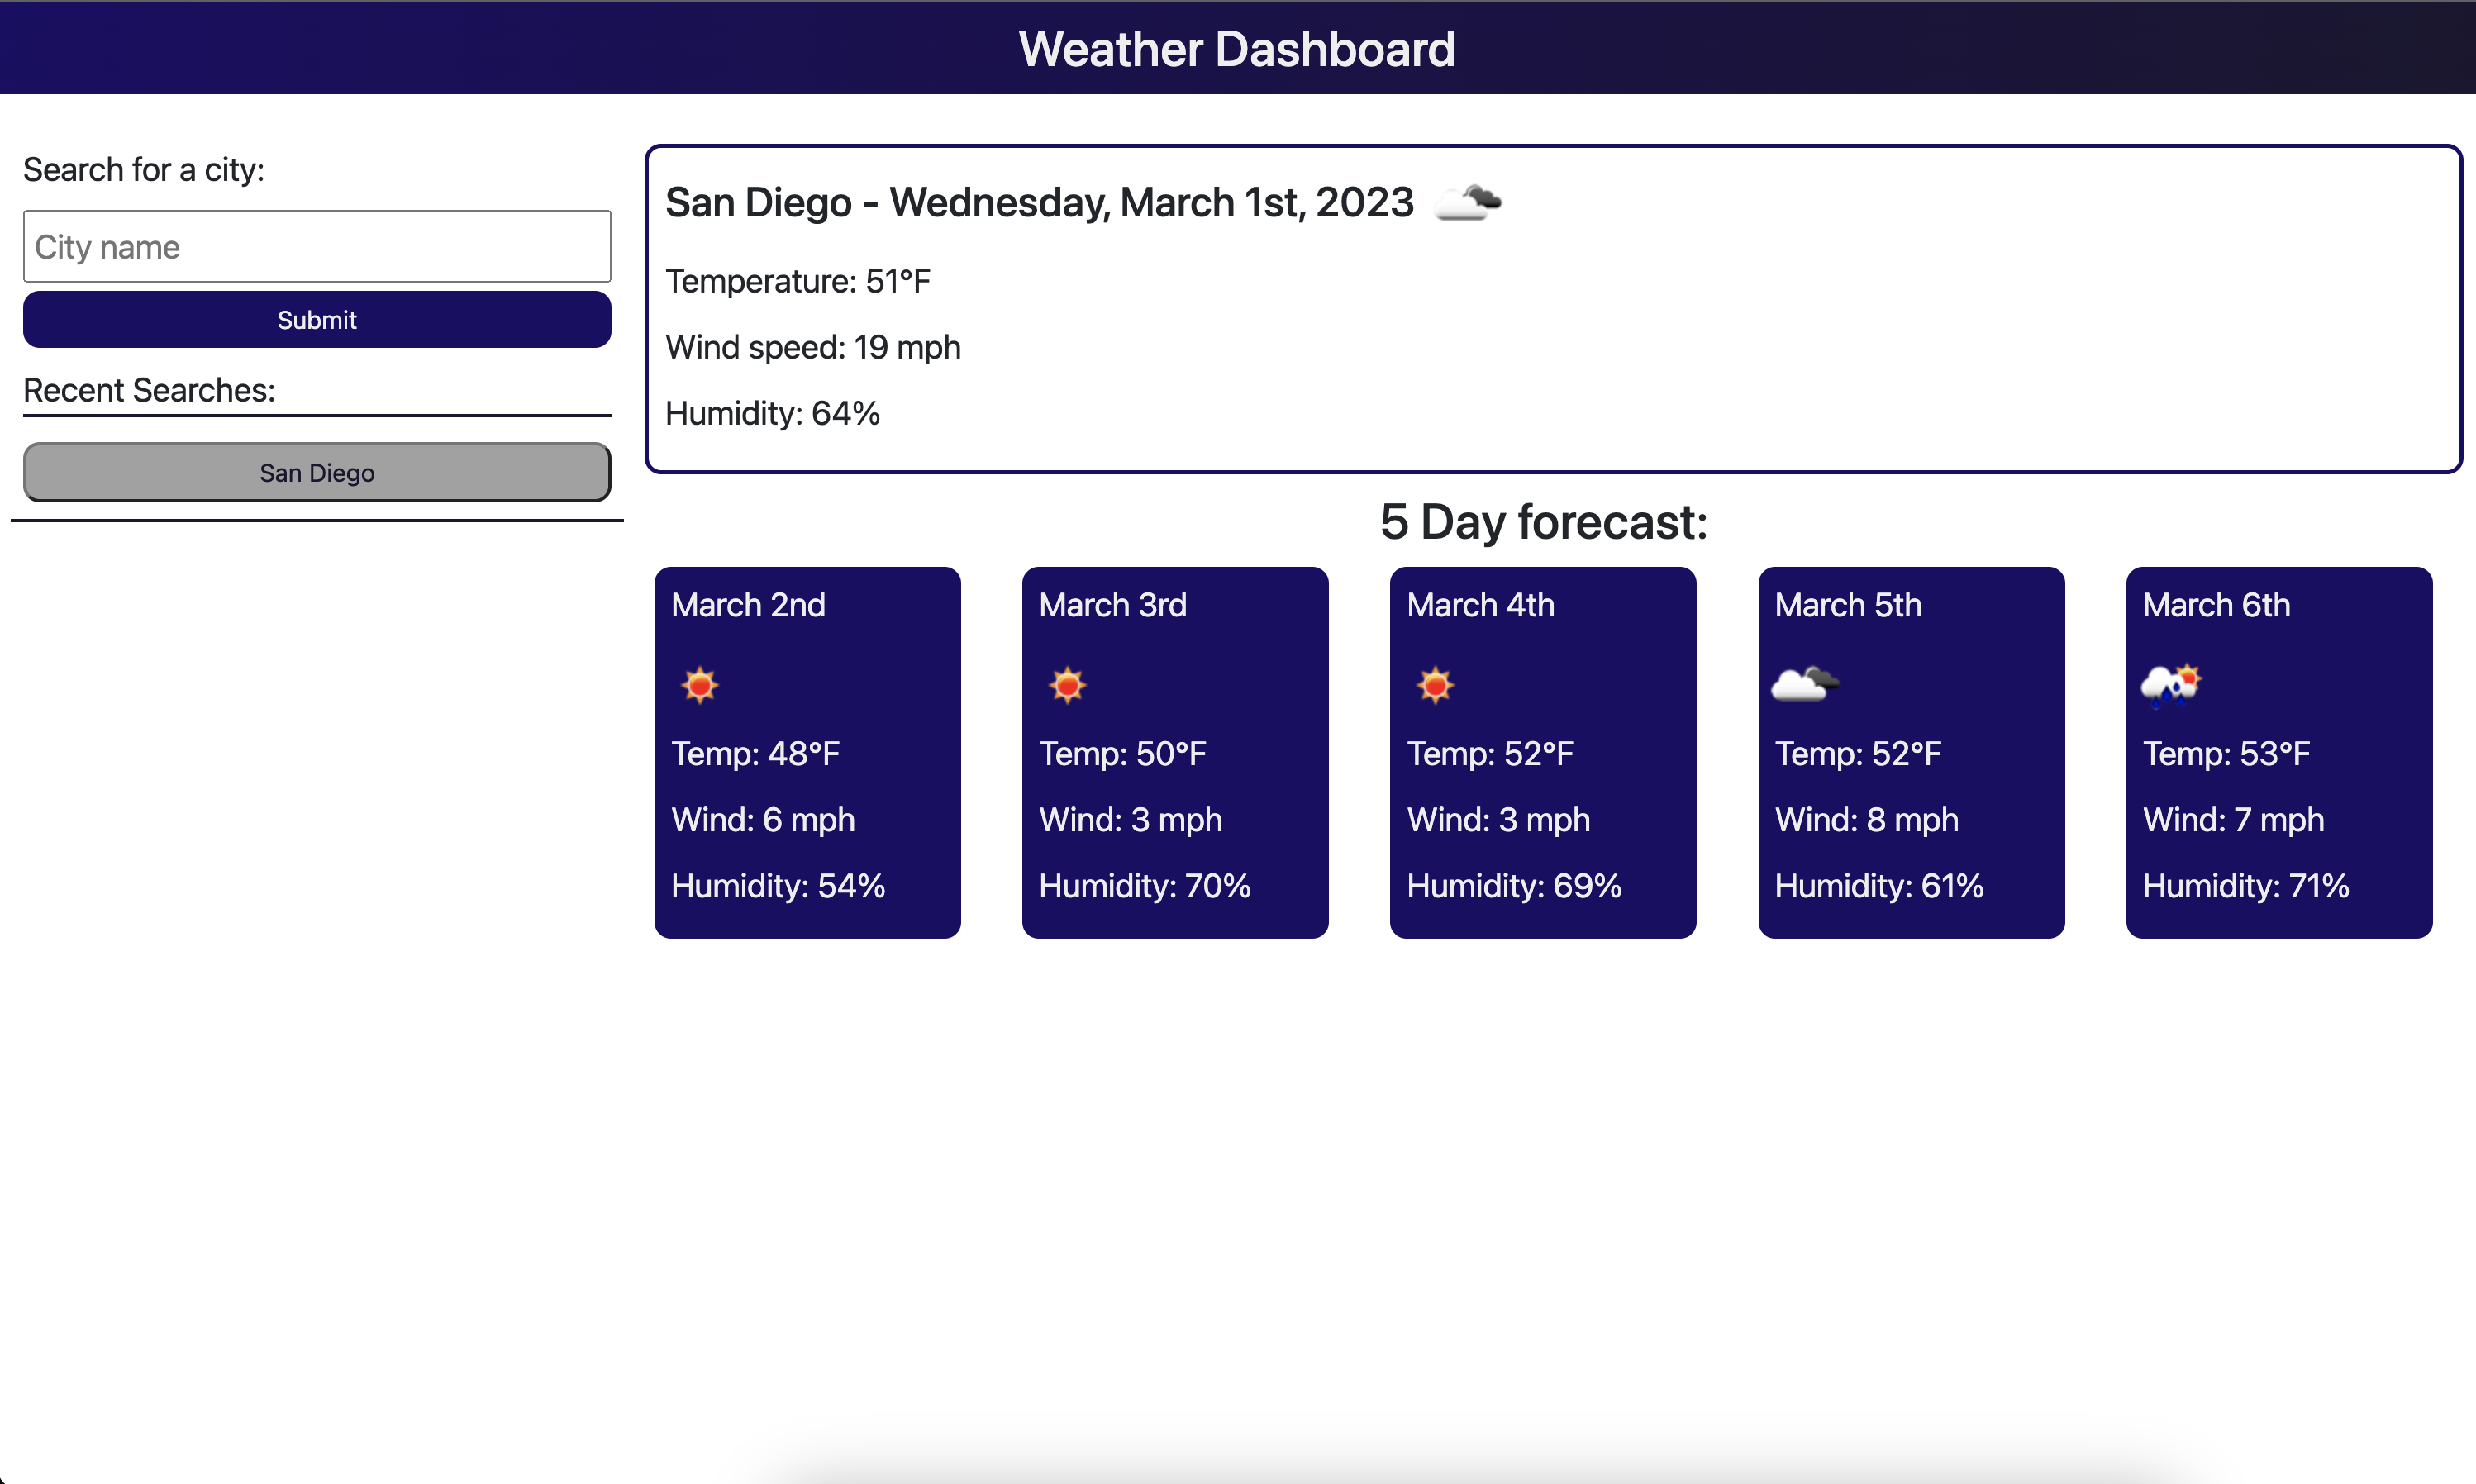 Weather Dashboard
Search for a city:
City name
Submit
Recent Searches:
San Diego
San Diego - Wednesday, March 1st, 2023
Temperature: 51°F
Wind speed: 19 mph
Humidity: 64%
5 Day forecast:
March 2nd
Temp: 48°F
Wind: 6 mph
Humidity: 54%
March 3rd
Temp: 50°F
Wind: 3 mph
Humidity: 70%
March 4th
Temp: 52°F
Wind: 3 mph
Humidity: 69%
March 5th
Temp: 52°F
Wind: 8 mph
Humidity: 61%
March 6th
Temp: 53°F
Wind: 7 mph
Humidity: 71%